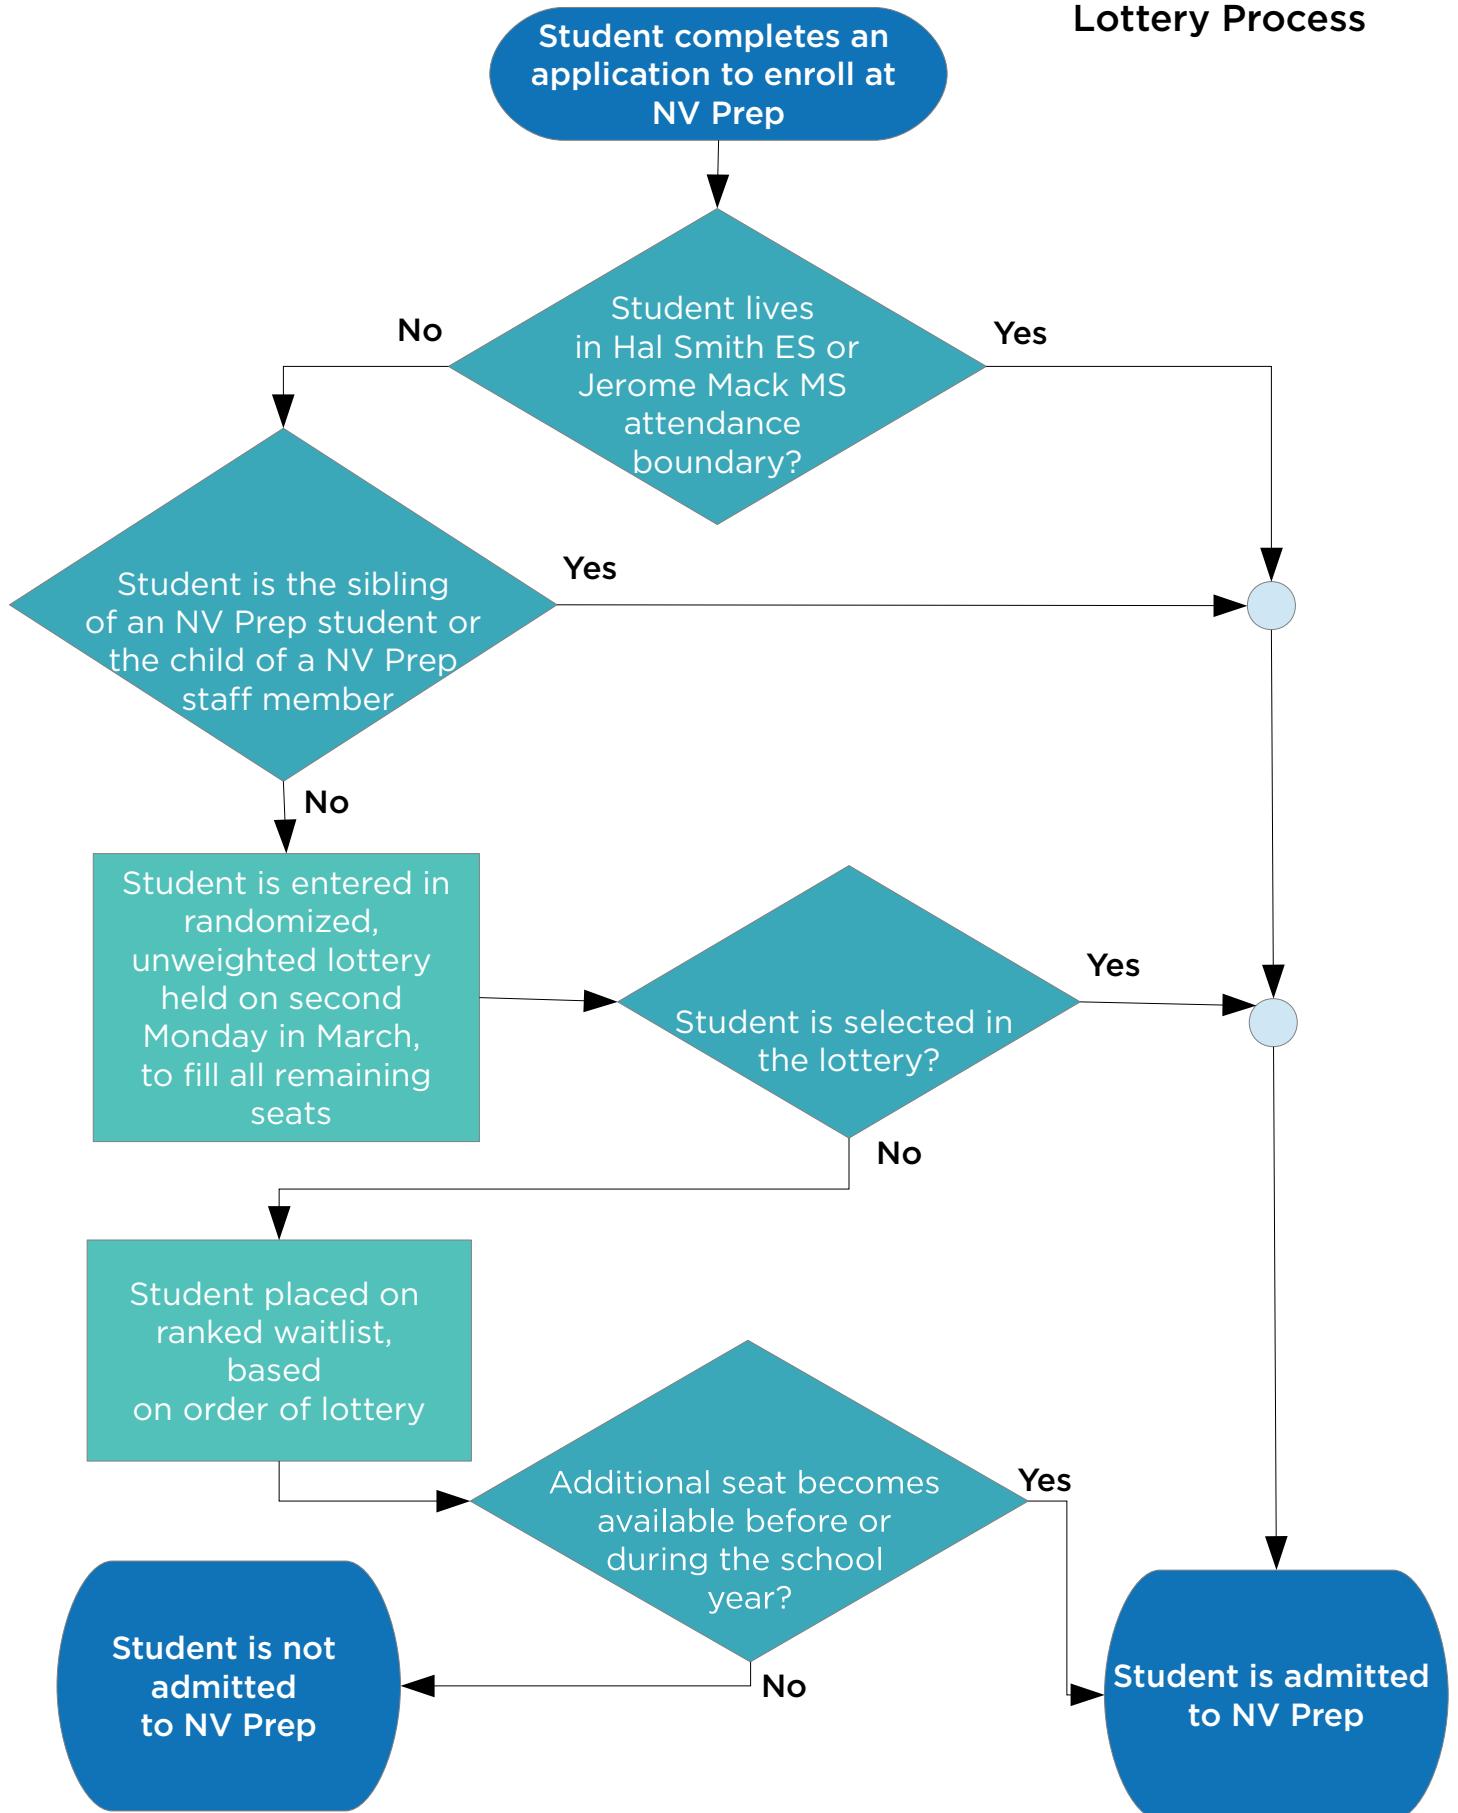 Lottery Process
Student completes an
application to enroll at
NV Prep
Student lives
in Hal Smith ES or
Jerome Mack MS
attendance
boundary?
No
Yes
Student is the sibling
of an NV Prep student or
the child of a NV Prep
staff member
Yes
No
Student is entered in
randomized,
unweighted lottery
held on second
Monday in March,
to fill all remaining
seats
Student is selected in
the lottery?
Yes
No
Student placed on
ranked waitlist,
based
on order of lottery
Additional seat becomes
available before or
during the school
year?
Yes
No
Student is not
admitted
to NV Prep
Student is admitted
to NV Prep